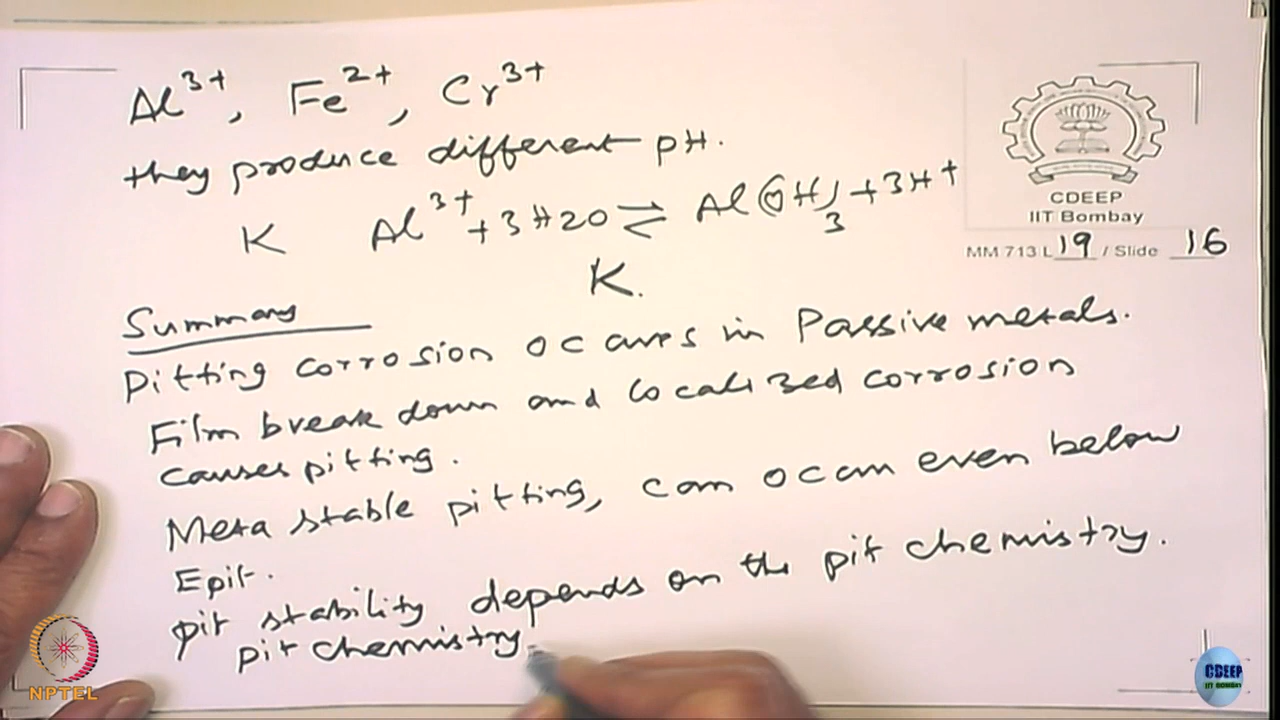 Al³⁺, Fe²⁺, Cr³⁺
they produce different pH.
K Al³⁺ + 3H2O ⇌ Al(OH)3 + 3H⁺
K.
Summary
Pitting corrosion occurs in Passive metals.
Film break down and localized corrosion
causes pitting.
Meta stable pitting, can occur even below
Epit.
pit stability depends on the pit chemistry.
pit chemistry
CDEEP
IIT Bombay
MM 713 L 19 / Slide 16
NPTEL
CDEEP
IIT BOMBAY